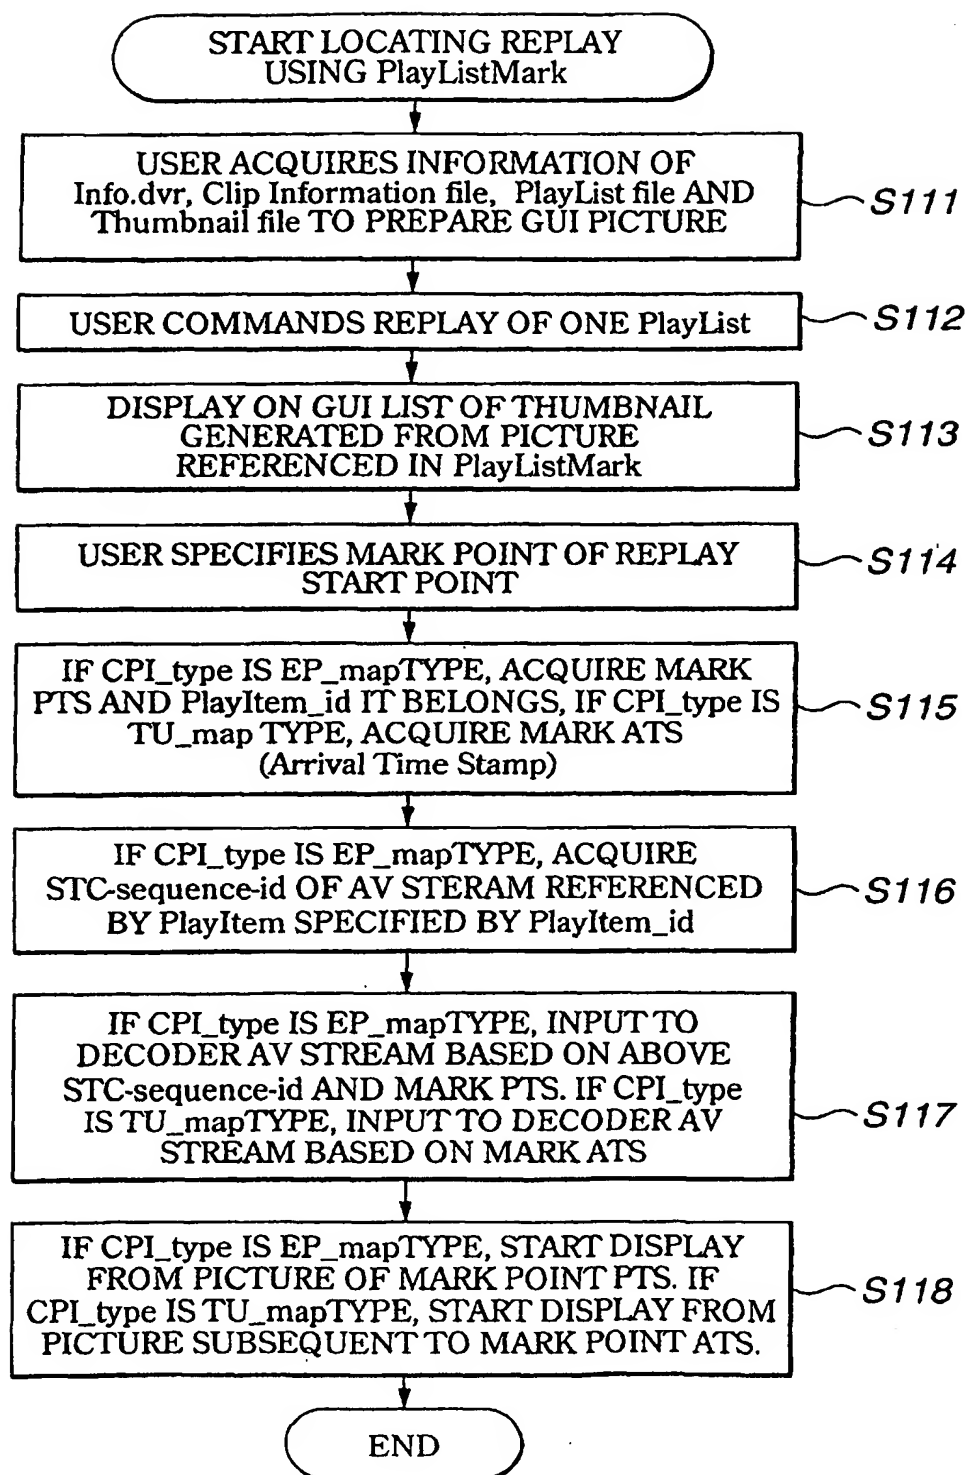 START LOCATING REPLAY
USING PlayListMark
USER ACQUIRES INFORMATION OF
Info.dvr, Clip Information file, PlayList file AND
Thumbnail file TO PREPARE GUI PICTURE
S111
USER COMMANDS REPLAY OF ONE PlayList
S112
DISPLAY ON GUI LIST OF THUMBNAIL
GENERATED FROM PICTURE
REFERENCED IN PlayListMark
S113
USER SPECIFIES MARK POINT OF REPLAY
START POINT
S114
IF CPI_type IS EP_mapTYPE, ACQUIRE MARK
PTS AND PlayItem_id IT BELONGS, IF CPI_type IS
TU_map TYPE, ACQUIRE MARK ATS
(Arrival Time Stamp)
S115
IF CPI_type IS EP_mapTYPE, ACQUIRE
STC-sequence-id OF AV STERAM REFERENCED
BY PlayItem SPECIFIED BY PlayItem_id
S116
IF CPI_type IS EP_mapTYPE, INPUT TO
DECODER AV STREAM BASED ON ABOVE
STC-sequence-id AND MARK PTS. IF CPI_type
IS TU_mapTYPE, INPUT TO DECODER AV
STREAM BASED ON MARK ATS
S117
IF CPI_type IS EP_mapTYPE, START DISPLAY
FROM PICTURE OF MARK POINT PTS. IF
CPI_type IS TU_mapTYPE, START DISPLAY FROM
PICTURE SUBSEQUENT TO MARK POINT ATS.
S118
END